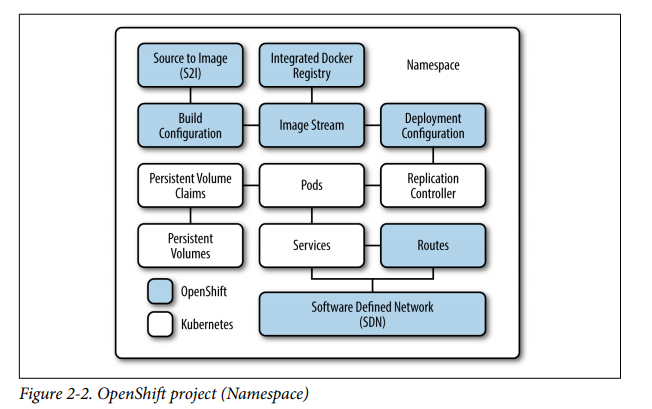 Source to Image
(S2I)
Integrated Docker
Registry
Namespace
Build
Configuration
Image Stream
Deployment
Configuration
Persistent Volume
Claims
Pods
Replication
Controller
Persistent
Volumes
Services
Routes
OpenShift
Kubernetes
Software Defined Network
(SDN)
Figure 2-2. OpenShift project (Namespace)